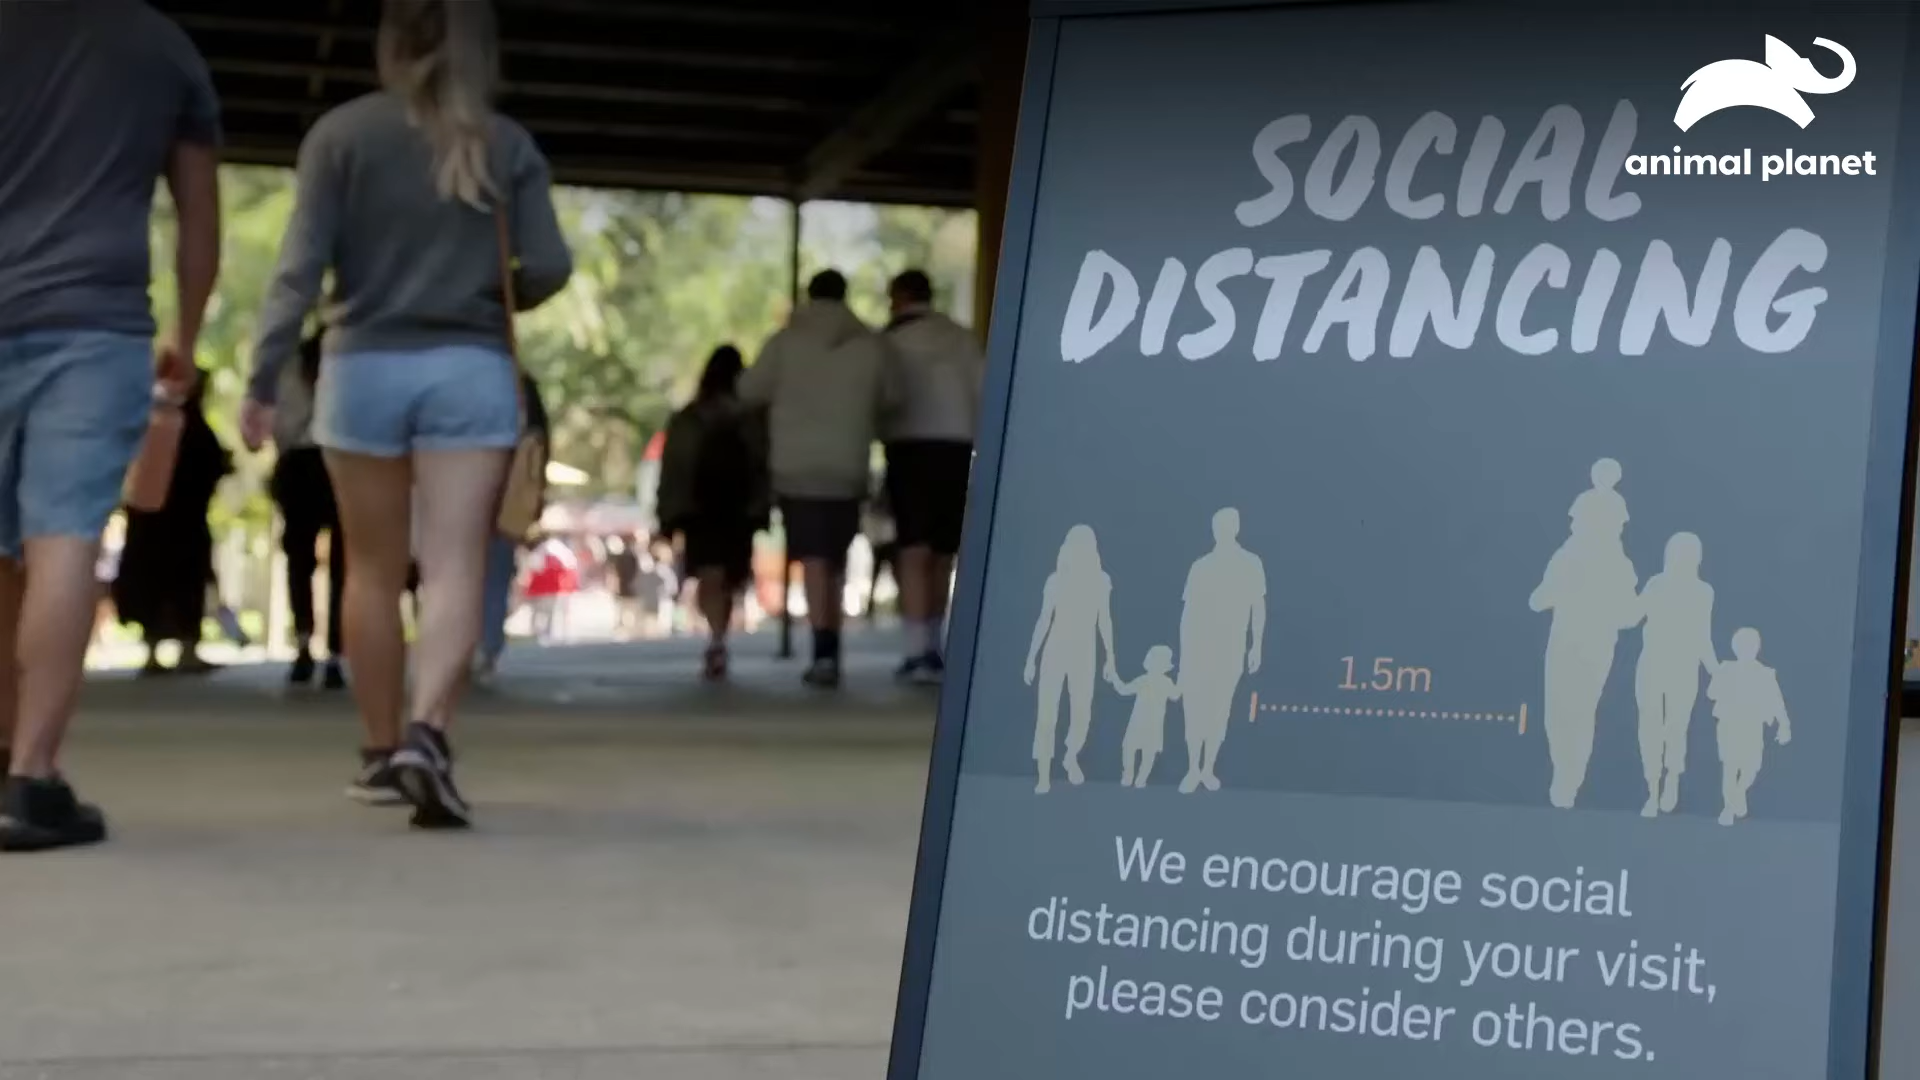 animal planet
SOCIAL
DISTANCING
1.5m
We encourage social
distancing during your visit,
please consider others.